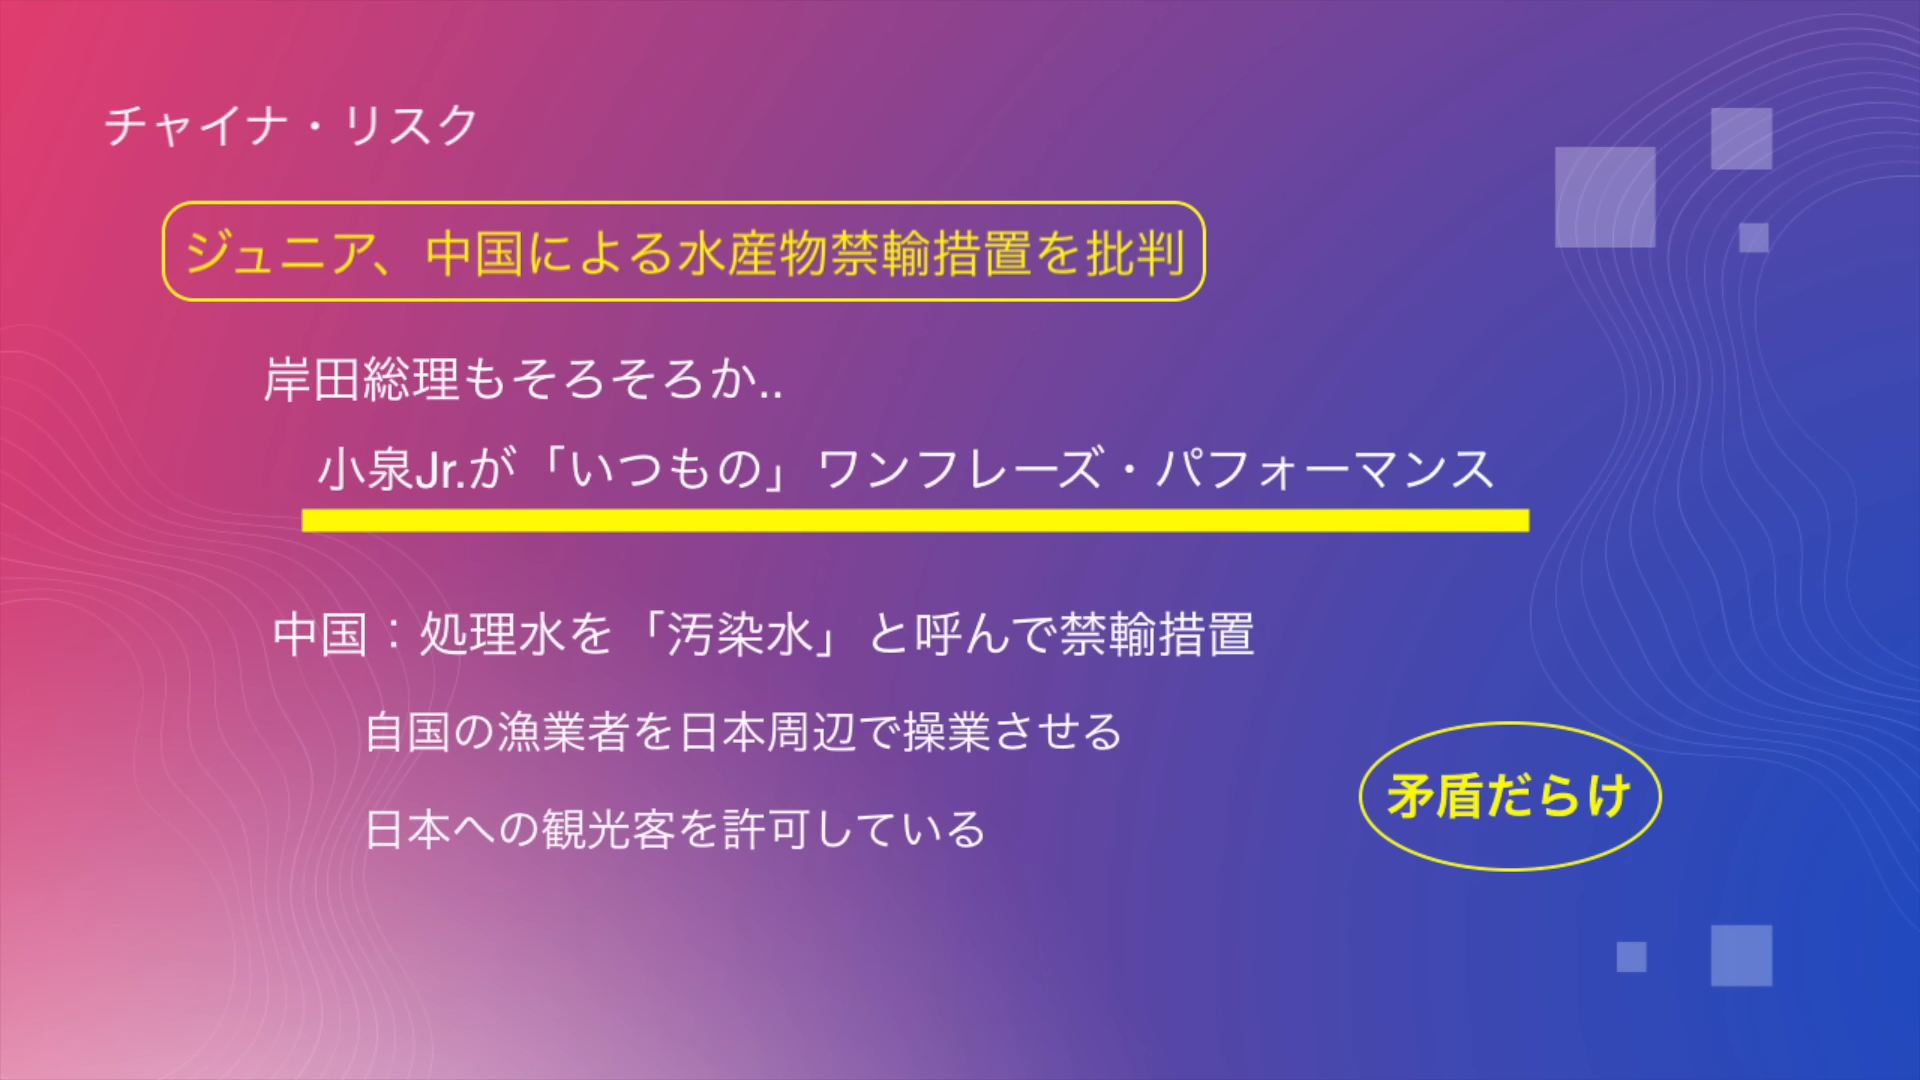 チャイナ・リスク
ジュニア、中国による水産物禁輸措置を批判
岸田総理もそろそろか..
小泉Jr.が「いつもの」ワンフレーズ・パフォーマンス
中国：処理水を「汚染水」と呼んで禁輸措置
自国の漁業者を日本周辺で操業させる
日本への観光客を許可している
矛盾だらけ